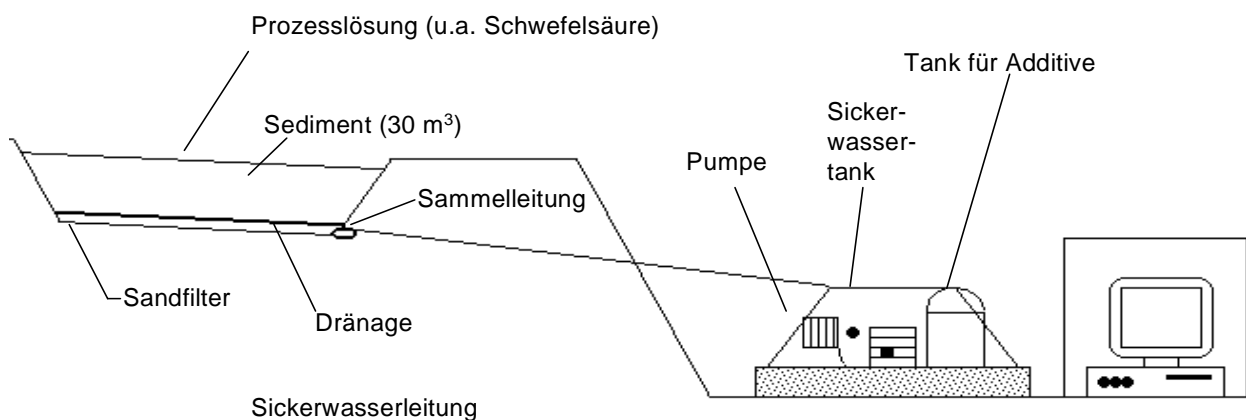 Prozesslösung (u.a. Schwefelsäure)
Tank für Additive
Sediment (30 m³)
Sicker-
wasser-
tank
Pumpe
Sammelleitung
Sandfilter
Dränage
Sickerwasserleitung